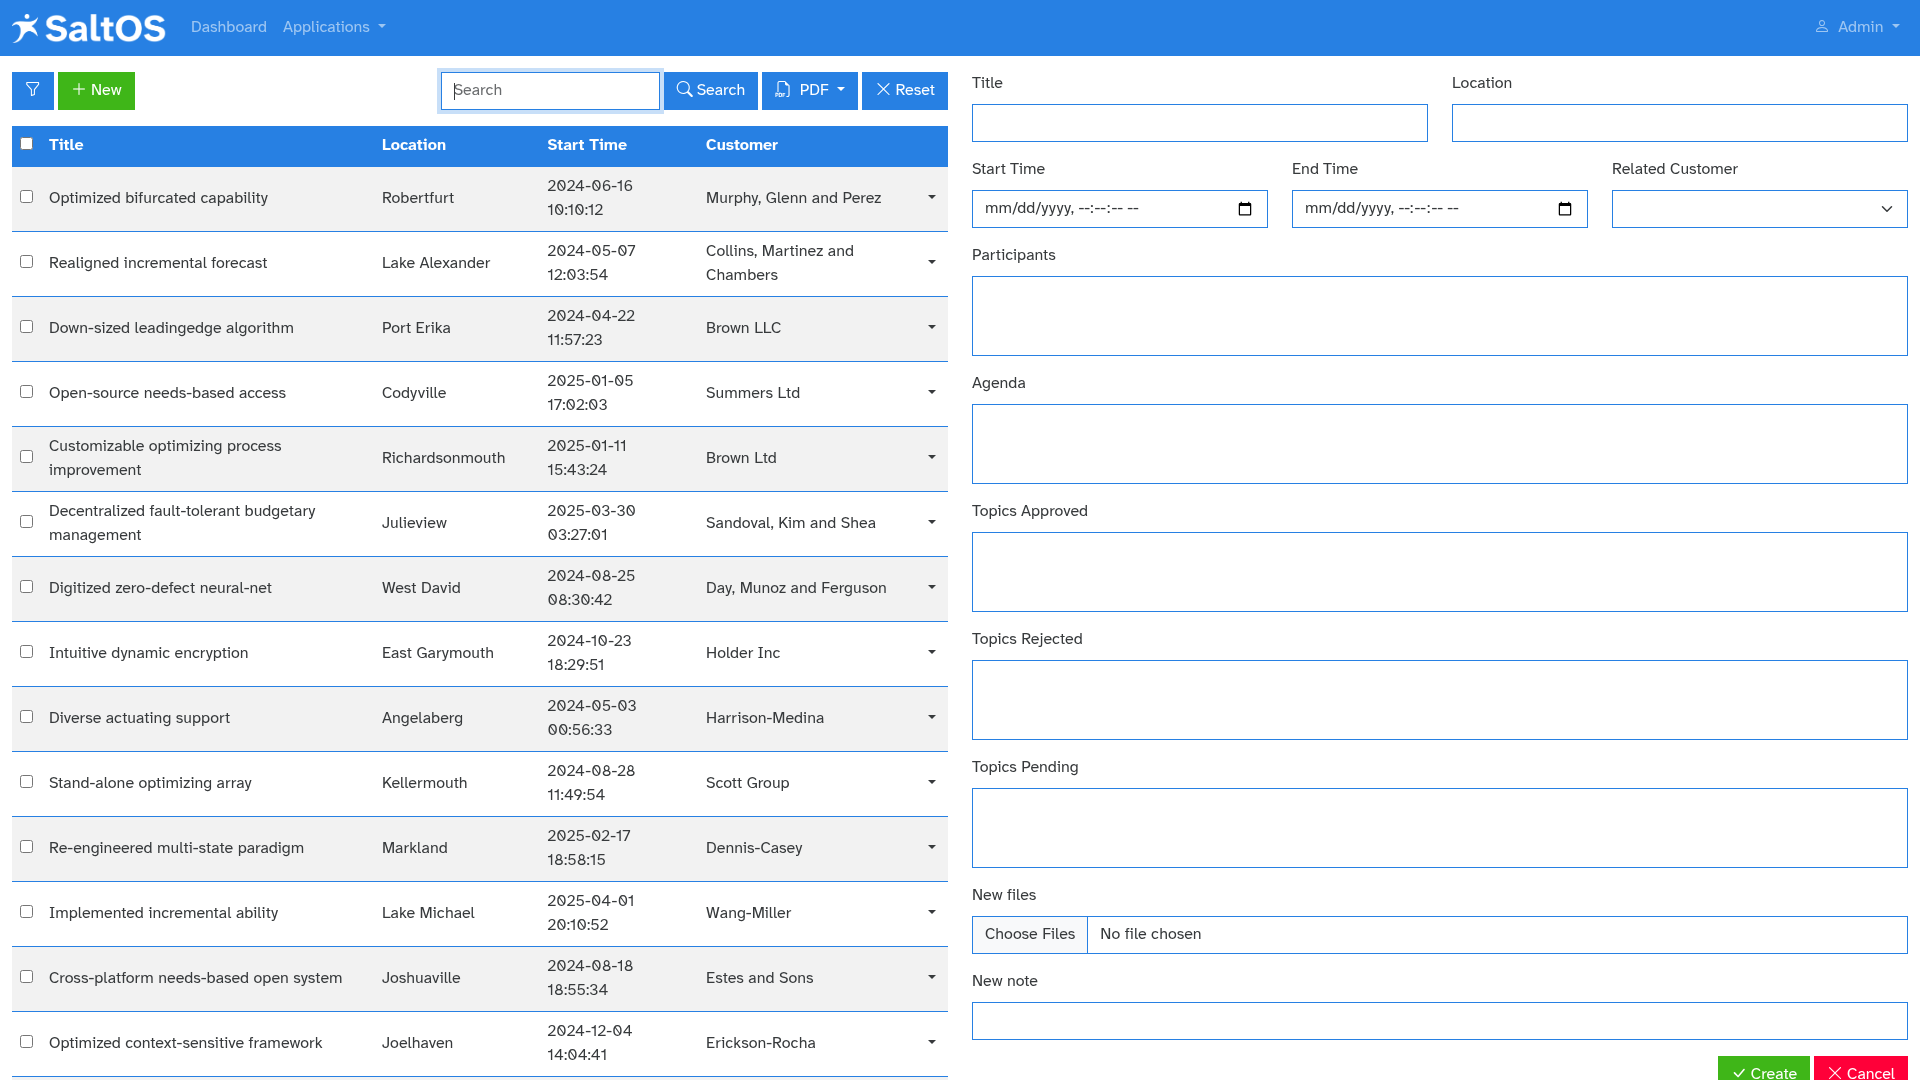 SaltOS Dashboard Applications Admin
New Search Search PDF Reset
Title Location Start Time Customer
Optimized bifurcated capability Robertfurt 2024-06-16 10:10:12 Murphy, Glenn and Perez
Realigned incremental forecast Lake Alexander 2024-05-07 12:03:54 Collins, Martinez and Chambers
Down-sized leadingedge algorithm Port Erika 2024-04-22 11:57:23 Brown LLC
Open-source needs-based access Codyville 2025-01-05 17:02:03 Summers Ltd
Customizable optimizing process improvement Richardsonmouth 2025-01-11 15:43:24 Brown Ltd
Decentralized fault-tolerant budgetary management Julieview 2025-03-30 03:27:01 Sandoval, Kim and Shea
Digitized zero-defect neural-net West David 2024-08-25 08:30:42 Day, Munoz and Ferguson
Intuitive dynamic encryption East Garymouth 2024-10-23 18:29:51 Holder Inc
Diverse actuating support Angelaberg 2024-05-03 00:56:33 Harrison-Medina
Stand-alone optimizing array Kellermouth 2024-08-28 11:49:54 Scott Group
Re-engineered multi-state paradigm Markland 2025-02-17 18:58:15 Dennis-Casey
Implemented incremental ability Lake Michael 2025-04-01 20:10:52 Wang-Miller
Cross-platform needs-based open system Joshuaville 2024-08-18 18:55:34 Estes and Sons
Optimized context-sensitive framework Joelhaven 2024-12-04 14:04:41 Erickson-Rocha
Title Location
Start Time End Time Related Customer
mm/dd/yyyy, --:--:-- -- mm/dd/yyyy, --:--:-- --
Participants
Agenda
Topics Approved
Topics Rejected
Topics Pending
New files
Choose Files No file chosen
New note
Create Cancel